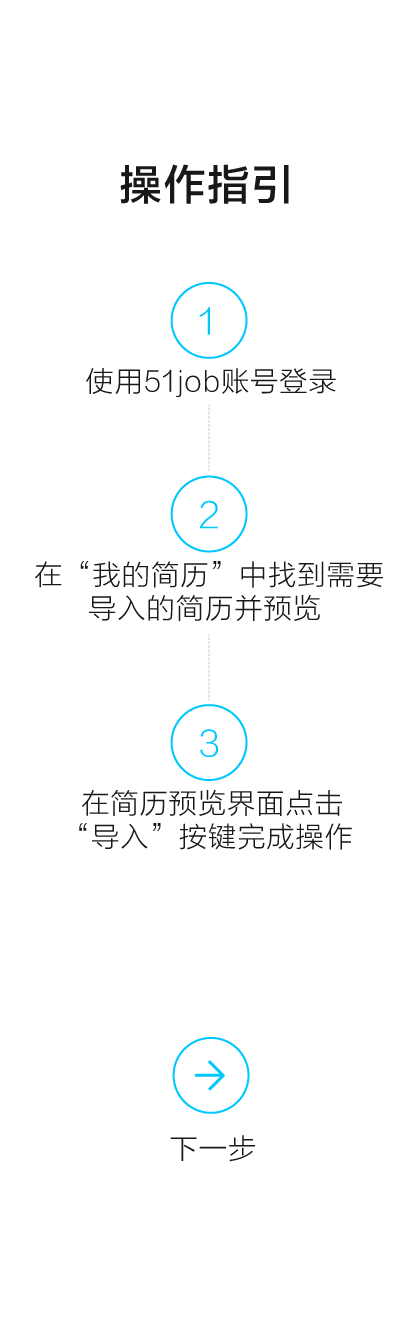 操作指引
1
使用51job账号登录
2
在“我的简历”中找到需要
导入的简历并预览
3
在简历预览界面点击
“导入”按键完成操作
下一步